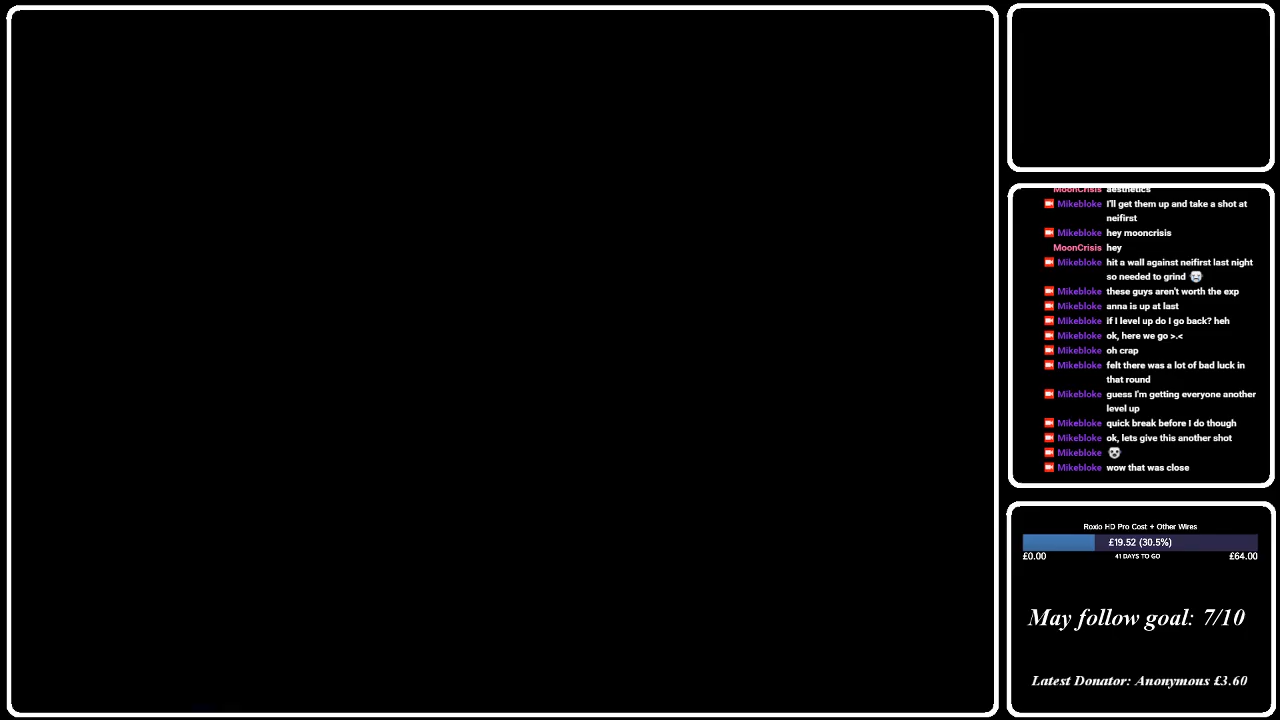 MoonCrisis aesthetics
Mikebloke I'll get them up and take a shot at
neifirst
Mikebloke hey mooncrisis
MoonCrisis hey
Mikebloke hit a wall against neifirst last night
so needed to grind
Mikebloke these guys aren't worth the exp
Mikebloke anna is up at last
Mikebloke if I level up do I go back? heh
Mikebloke ok, here we go >.<
Mikebloke oh crap
Mikebloke felt there was a lot of bad luck in
that round
Mikebloke guess I'm getting everyone another
level up
Mikebloke quick break before I do though
Mikebloke ok, lets give this another shot
Mikebloke
Mikebloke wow that was close
Roxio HD Pro Cost + Other Wires
£19.52 (30.5%)
£0.00 41 DAYS TO GO £64.00
May follow goal: 7/10
Latest Donator: Anonymous £3.60